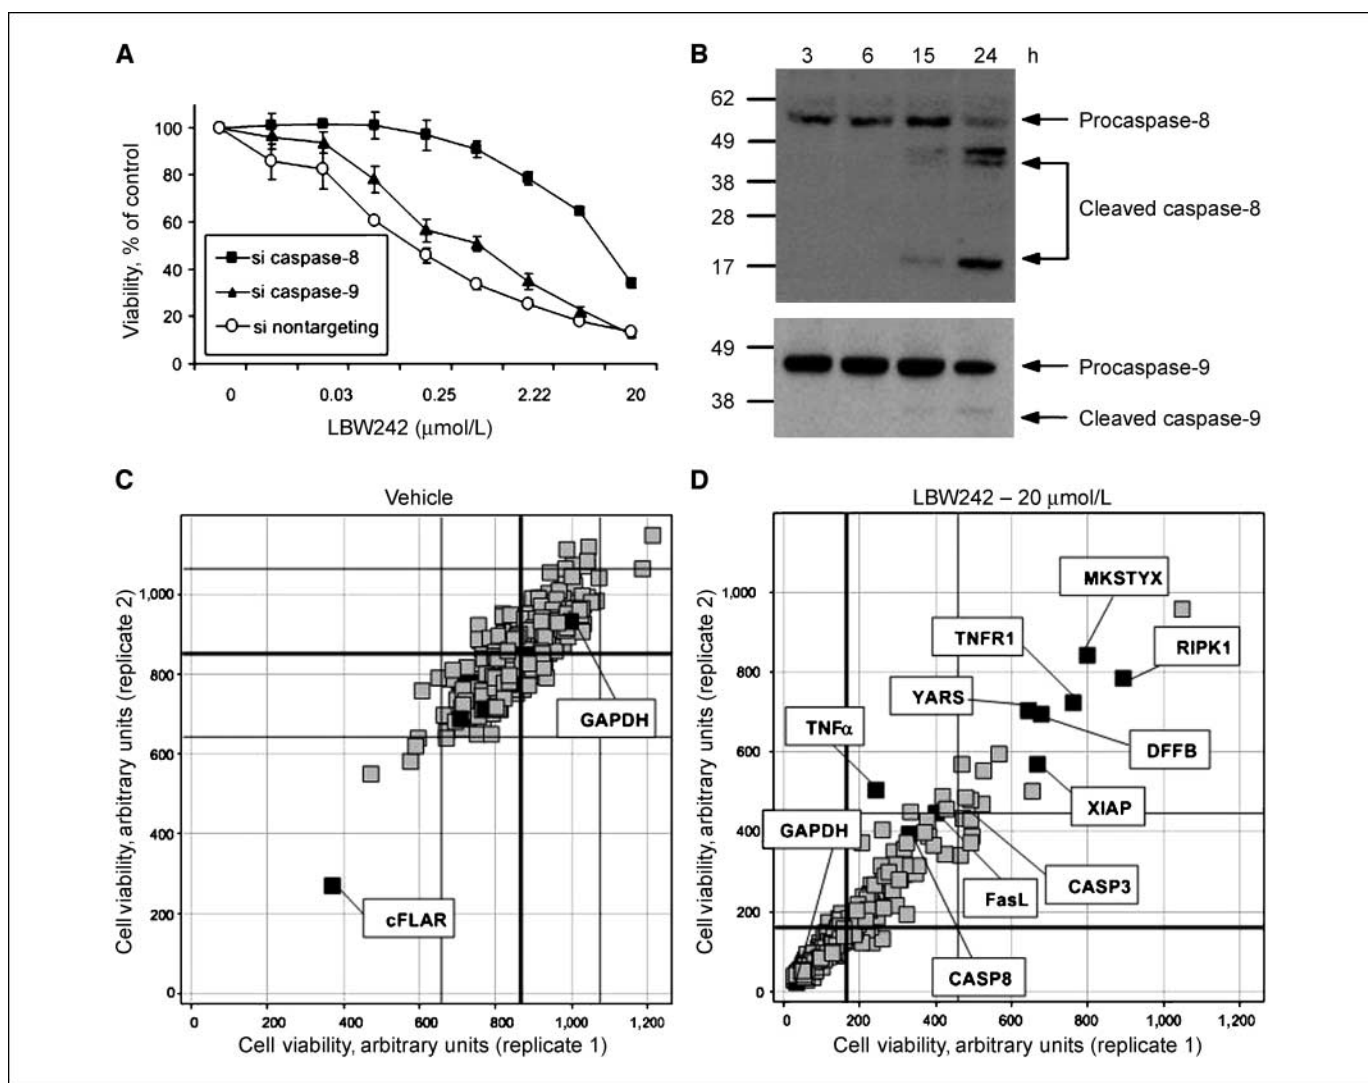 A
Viability, % of control
100
80
60
40
20
0
si caspase-8
si caspase-9
si nontargeting
0 0.03 0.25 2.22 20
LBW242 (μmol/L)
B
3 6 15 24 h
62
49
38
28
17
Procaspase-8
Cleaved caspase-8
49
38
Procaspase-9
Cleaved caspase-9
C
Vehicle
Cell viability, arbitrary units (replicate 2)
1,000
800
600
400
200
0
GAPDH
cFLAR
0 200 400 600 800 1,000 1,200
Cell viability, arbitrary units (replicate 1)
D
LBW242 – 20 μmol/L
Cell viability, arbitrary units (replicate 2)
1,000
800
600
400
200
0
MKSTYX
TNFR1
RIPK1
YARS
TNFα
DFFB
XIAP
GAPDH
CASP3
FasL
CASP8
0 200 400 600 800 1,000 1,200
Cell viability, arbitrary units (replicate 1)